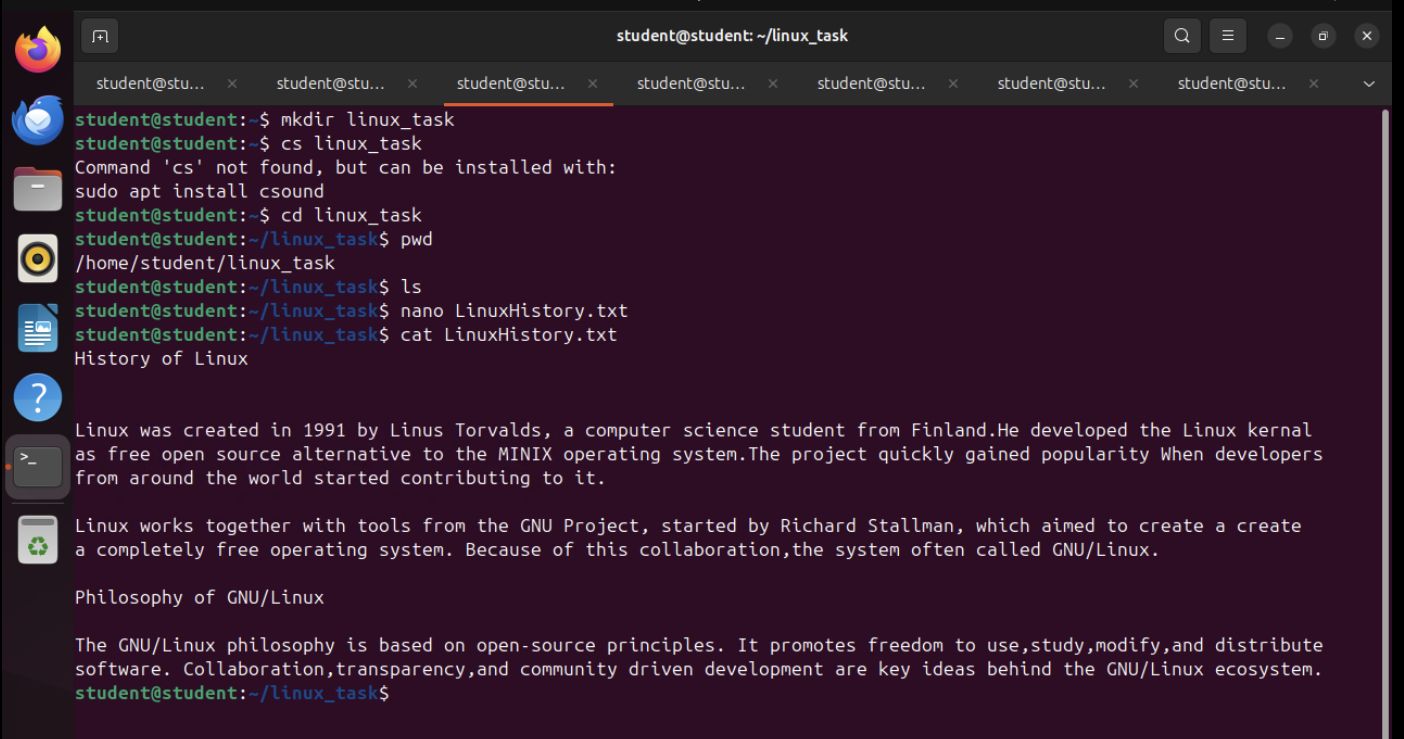 student@student: ~/linux_task
student@stu... student@stu... student@stu... student@stu... student@stu... student@stu... student@stu...
student@student:~$ mkdir linux_task
student@student:~$ cs linux_task
Command 'cs' not found, but can be installed with:
sudo apt install csound
student@student:~$ cd linux_task
student@student:~/linux_task$ pwd
/home/student/linux_task
student@student:~/linux_task$ ls
student@student:~/linux_task$ nano LinuxHistory.txt
student@student:~/linux_task$ cat LinuxHistory.txt
History of Linux
Linux was created in 1991 by Linus Torvalds, a computer science student from Finland.He developed the Linux kernal
as free open source alternative to the MINIX operating system.The project quickly gained popularity When developers
from around the world started contributing to it.
Linux works together with tools from the GNU Project, started by Richard Stallman, which aimed to create a create
a completely free operating system. Because of this collaboration,the system often called GNU/Linux.
Philosophy of GNU/Linux
The GNU/Linux philosophy is based on open-source principles. It promotes freedom to use,study,modify,and distribute
software. Collaboration,transparency,and community driven development are key ideas behind the GNU/Linux ecosystem.
student@student:~/linux_task$